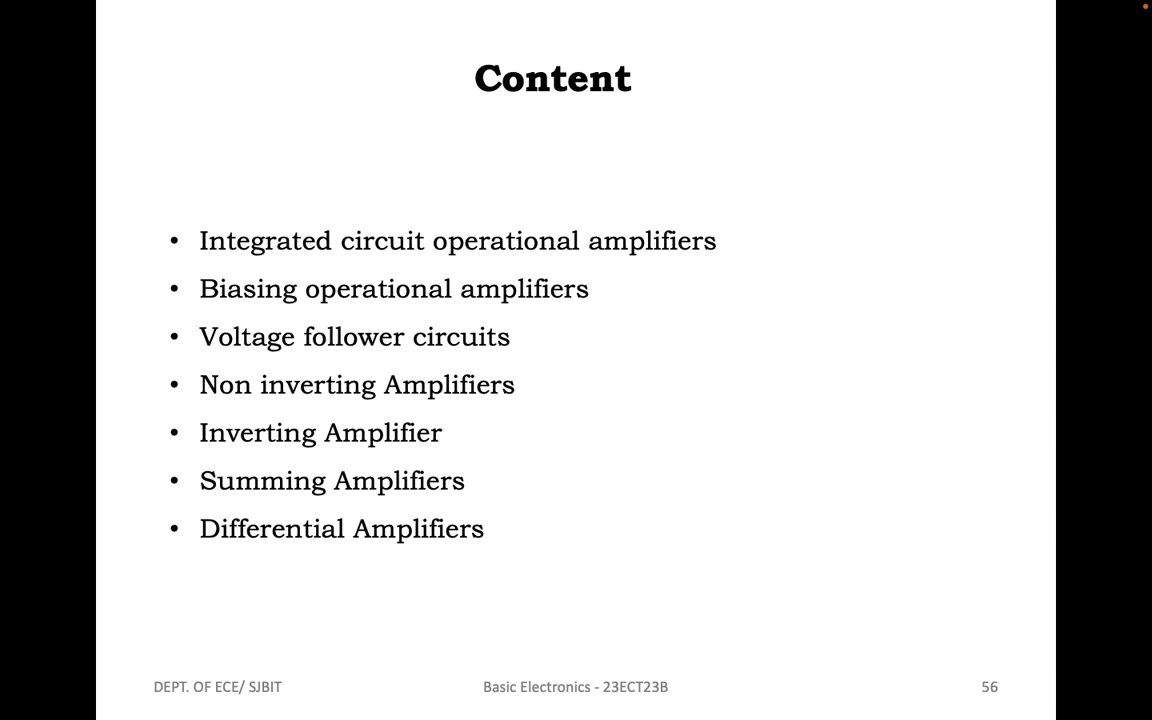 Content
• Integrated circuit operational amplifiers
• Biasing operational amplifiers
• Voltage follower circuits
• Non inverting Amplifiers
• Inverting Amplifier
• Summing Amplifiers
• Differential Amplifiers
DEPT. OF ECE/ SJBIT Basic Electronics - 23ECT23B 56